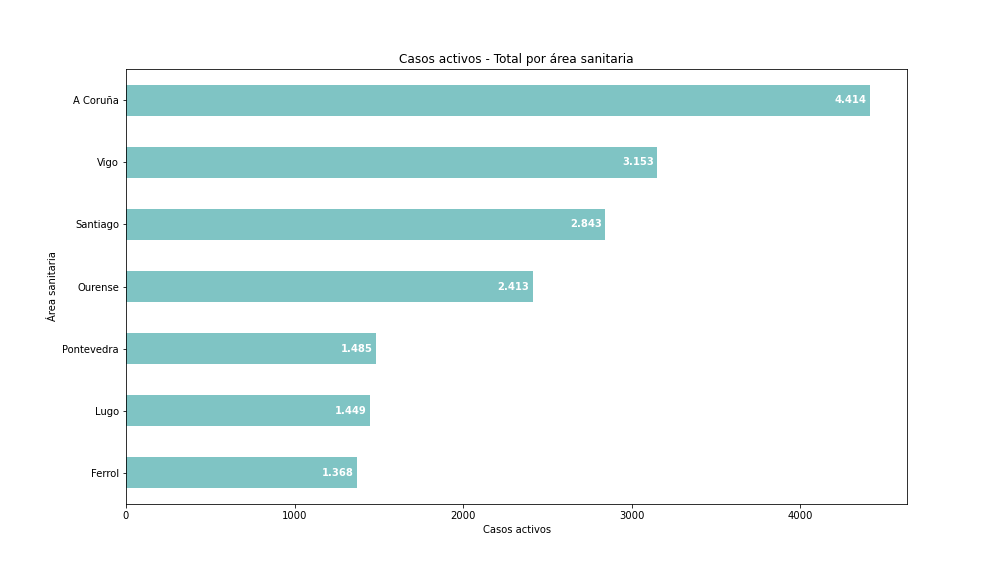 Casos activos - Total por área sanitaria
A Coruña
4.414
Vigo
3.153
Santiago
2.843
Ourense
2.413
Pontevedra
1.485
Lugo
1.449
Ferrol
1.368
Área sanitaria
0 1000 2000 3000 4000
Casos activos